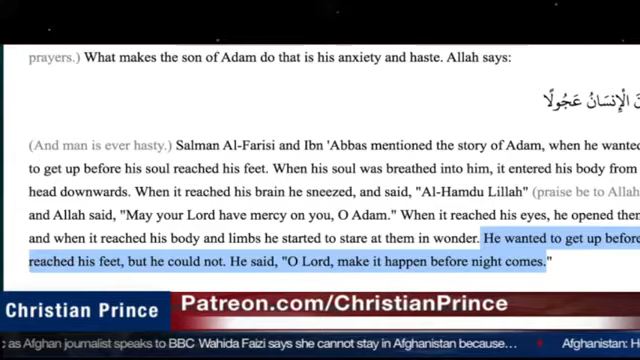 prayers.) What makes the son of Adam do that is his anxiety and haste. Allah says:
الْإِنسَانُ عَجُولًا
(And man is ever hasty.) Salman Al-Farisi and Ibn 'Abbas mentioned the story of Adam, when he wanted
to get up before his soul reached his feet. When his soul was breathed into him, it entered his body from
head downwards. When it reached his brain he sneezed, and said, "Al-Hamdu Lillah" (praise be to Allah
and Allah said, "May your Lord have mercy on you, O Adam." When it reached his eyes, he opened them
and when it reached his body and limbs he started to stare at them in wonder. He wanted to get up before
reached his feet, but he could not. He said, "O Lord, make it happen before night comes."
Christian Prince Patreon.com/ChristianPrince
c as Afghan journalist speaks to BBC Wahida Faizi says she cannot stay in Afghanistan because… Afghanistan: H